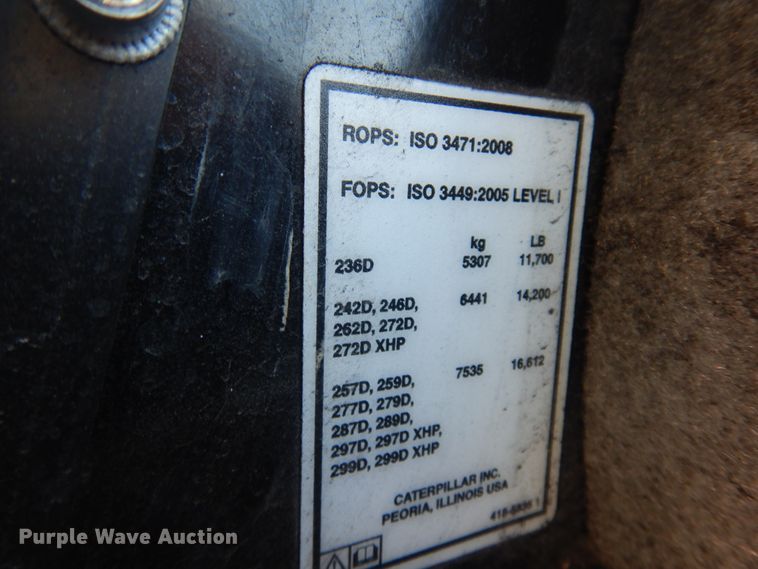 ROPS: ISO 3471:2008
FOPS: ISO 3449:2005 LEVEL I
kg LB
236D 5307 11,700
242D, 246D, 6441 14,200
262D, 272D,
272D XHP
257D, 259D, 7535 16,612
277D, 279D,
287D, 289D,
297D, 297D XHP,
299D, 299D XHP
CATERPILLAR INC.
PEORIA, ILLINOIS USA
Purple Wave Auction